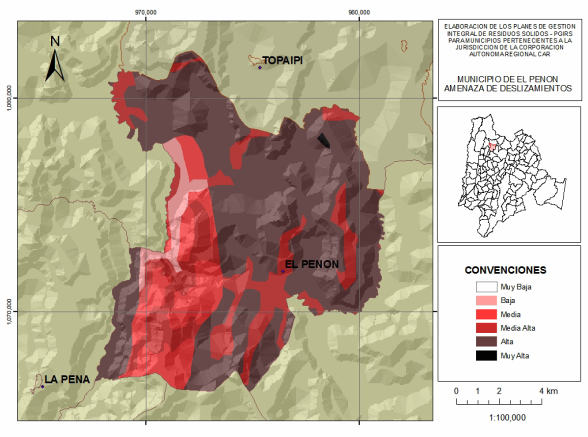 970,000
980,000
N
TOPAIPI
1,080,000
EL PENON
1,070,000
LA PENA
ELABORACION DE LOS PLANES DE GESTION
INTEGRAL DE RESIDUOS SOLIDOS - PGIRS
PARA MUNICIPIOS PERTENECIENTES A LA
JURISDICCION DE LA CORPORACION
AUTONOMA REGIONAL CAR
MUNICIPIO DE EL PENON
AMENAZA DE DESLIZAMIENTOS
CONVENCIONES
Muy Baja
Baja
Media
Media Alta
Alta
Muy Alta
0 1 2 4 km
1:100,000